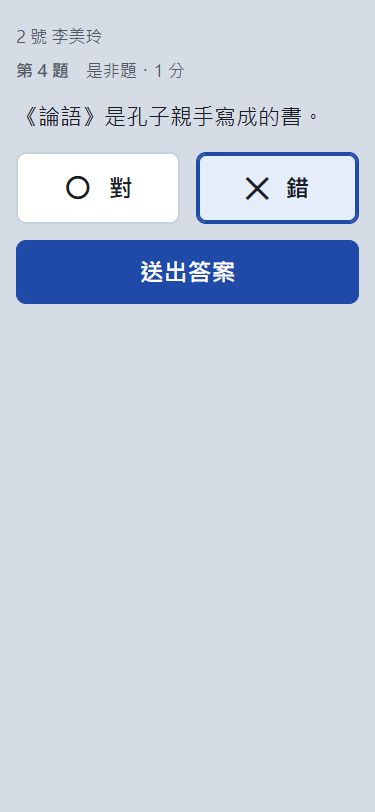 2 號 李美玲
第 4 題 是非題 · 1 分
《論語》是孔子親手寫成的書。
○ 對
╳ 錯
送出答案